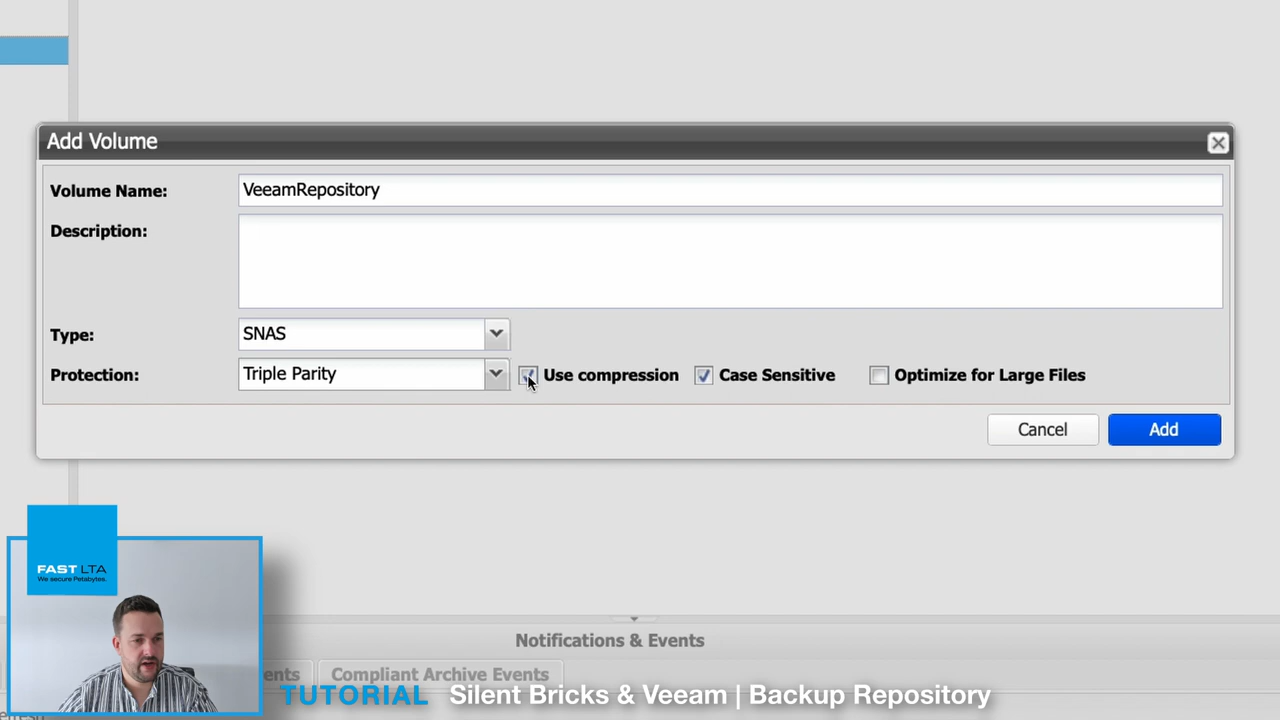 Add Volume
Volume Name: VeeamRepository
Description:
Type: SNAS
Protection: Triple Parity Use compression Case Sensitive Optimize for Large Files
Cancel Add
FAST LTA
We secure Petabytes.
Notifications & Events
Compliant Archive Events
TUTORIAL Silent Bricks & Veeam | Backup Repository